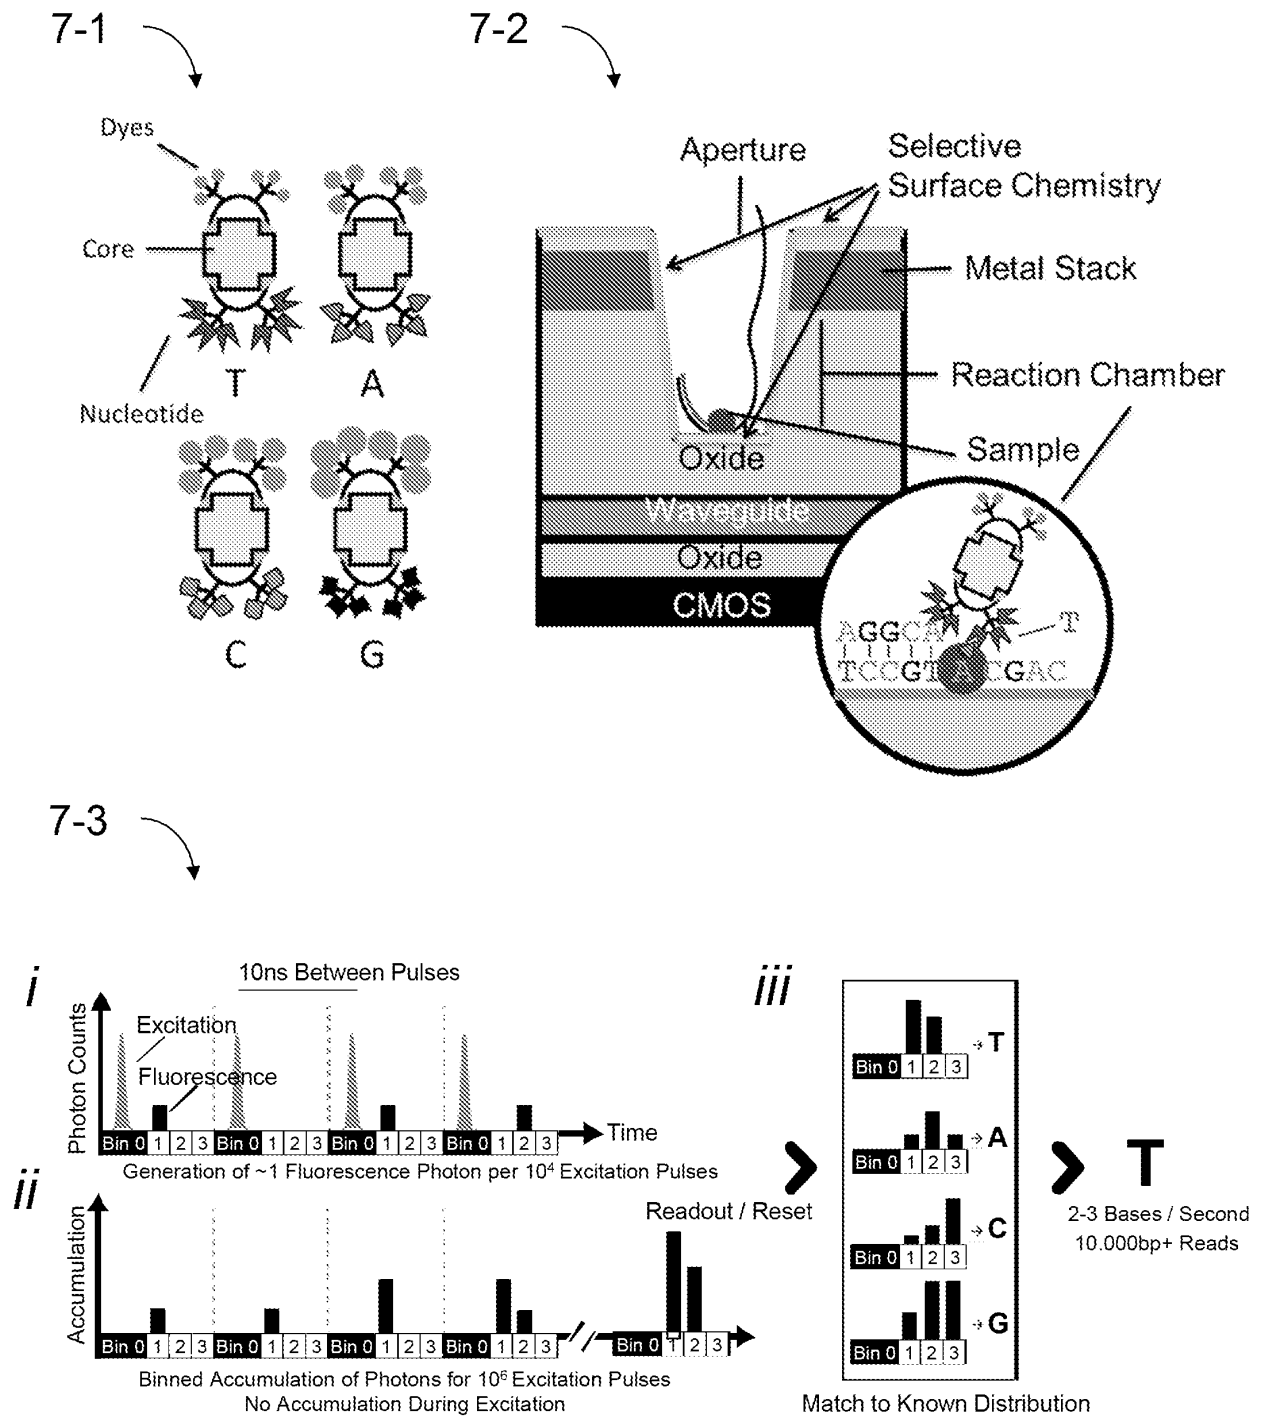 7-1
7-2
Dyes
Core
Nucleotide
T
A
C
G
Aperture
Selective
Surface Chemistry
Metal Stack
Reaction Chamber
Sample
Oxide
Waveguide
Oxide
CMOS
T
AGGCA
TCCGTACGAC
7-3
i
10ns Between Pulses
Photon Counts
Excitation
Fluorescence
Bin 0 1 2 3 Bin 0 1 2 3 Bin 0 1 2 3 Bin 0 1 2 3
Time
Generation of ~1 Fluorescence Photon per 10⁴ Excitation Pulses
ii
Accumulation
Readout / Reset
Bin 0 1 2 3 Bin 0 1 2 3 Bin 0 1 2 3 Bin 0 1 2 3 Bin 0 1 2 3
Binned Accumulation of Photons for 10⁶ Excitation Pulses
No Accumulation During Excitation
iii
Bin 0 1 2 3 T
Bin 0 1 2 3 A
Bin 0 1 2 3 C
Bin 0 1 2 3 G
Match to Known Distribution
T
2-3 Bases / Second
10.000bp+ Reads